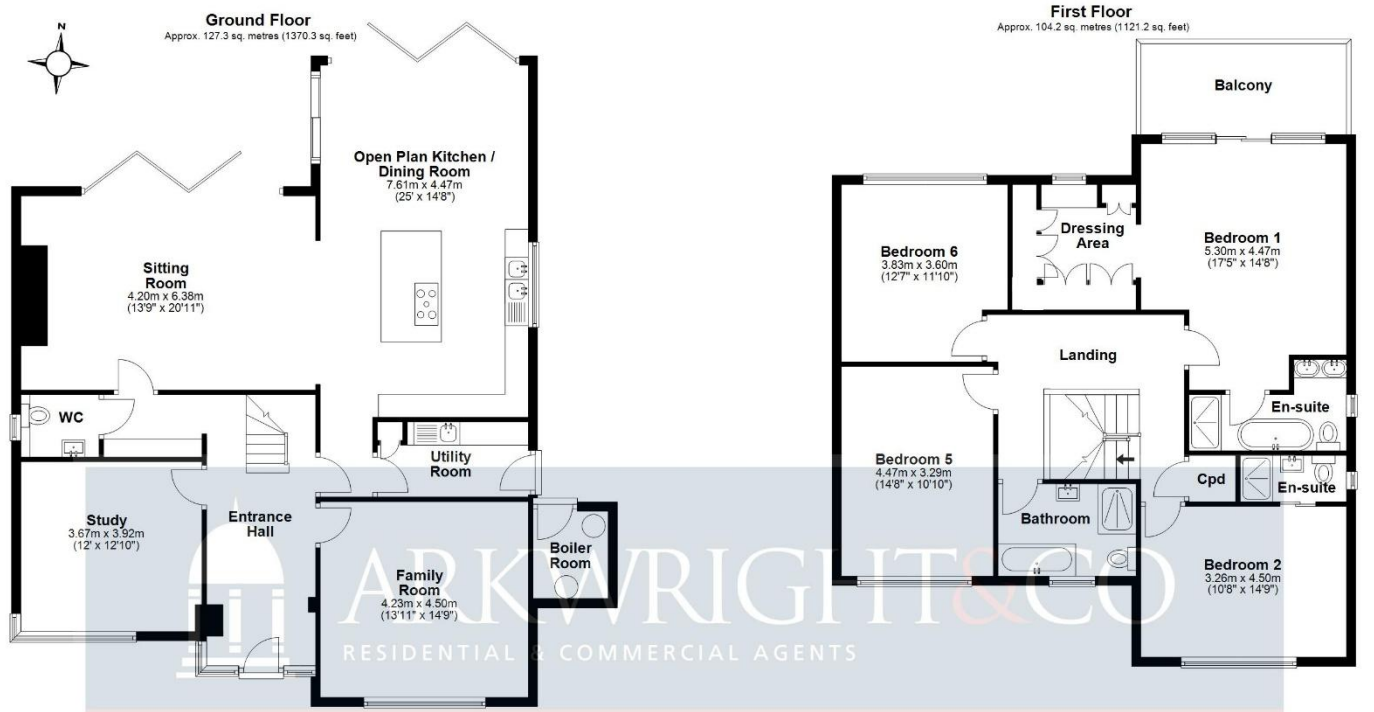 N
Ground Floor
Approx. 127.3 sq. metres (1370.3 sq. feet)
Open Plan Kitchen /
Dining Room
7.61m x 4.47m
(25' x 14'8")
Sitting
Room
4.20m x 6.38m
(13'9" x 20'11")
WC
Utility
Room
Study
3.67m x 3.92m
(12' x 12'10")
Entrance
Hall
Boiler
Room
Family
Room
4.23m x 4.50m
(13'11" x 14'9")
First Floor
Approx. 104.2 sq. metres (1121.2 sq. feet)
Balcony
Bedroom 6
3.83m x 3.60m
(12'7" x 11'10")
Dressing
Area
Bedroom 1
5.30m x 4.47m
(17'5" x 14'8")
Landing
En-suite
Bedroom 5
4.47m x 3.29m
(14'8" x 10'10")
Cpd
En-suite
Bathroom
Bedroom 2
3.26m x 4.50m
(10'8" x 14'9")
ARKWRIGHT&CO
RESIDENTIAL & COMMERCIAL AGENTS